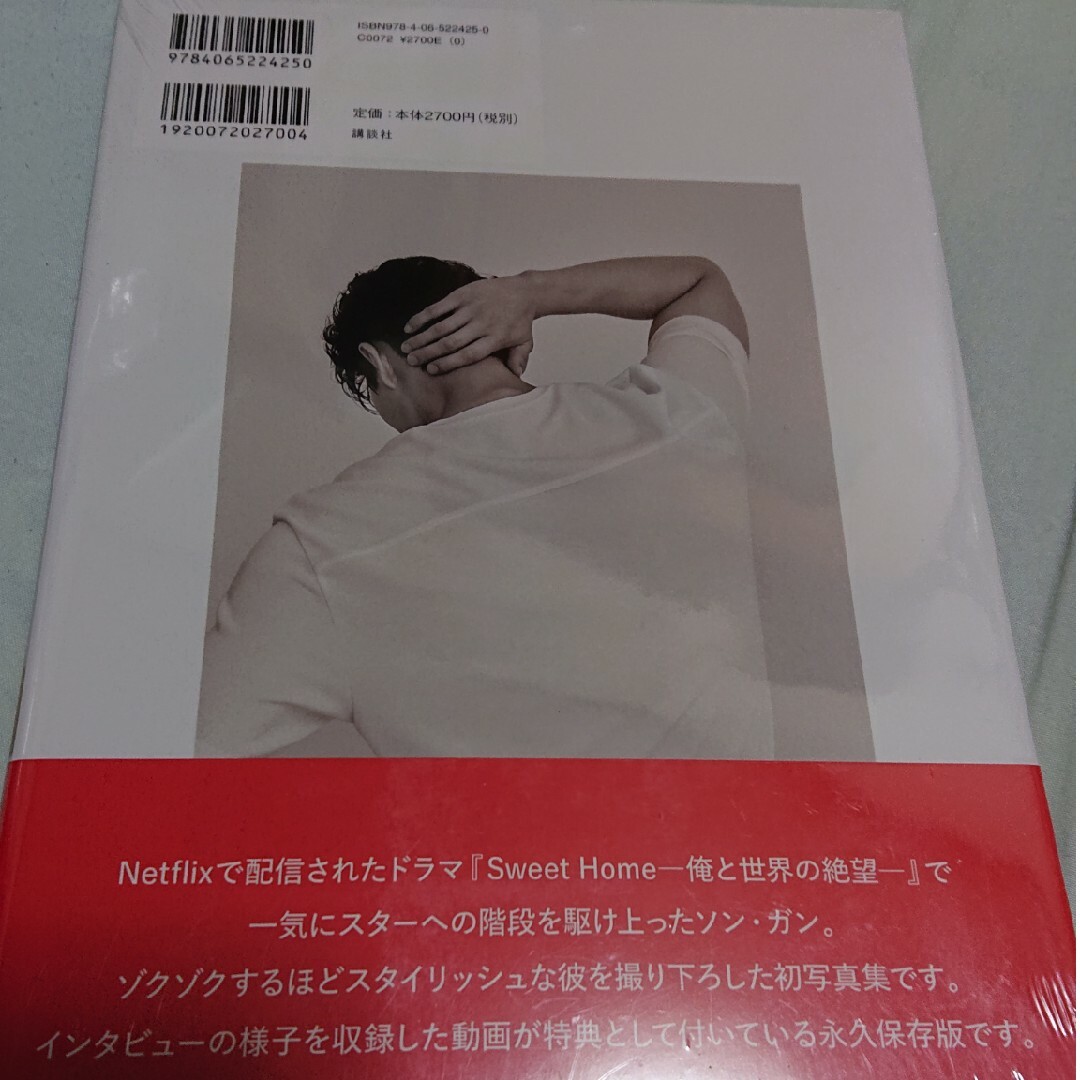 ISBN978-4-06-522425-0
C0072 ¥2700E (0)
9784065224250
1920072027004
定価:本体2700円(税別)
講談社
Netflixで配信されたドラマ『Sweet Home―俺と世界の絶望―』で
一気にスターへの階段を駆け上ったソン・ガン。
ゾクゾクするほどスタイリッシュな彼を撮り下ろした初写真集です。
インタビューの様子を収録した動画が特典として付いている永久保存版です。